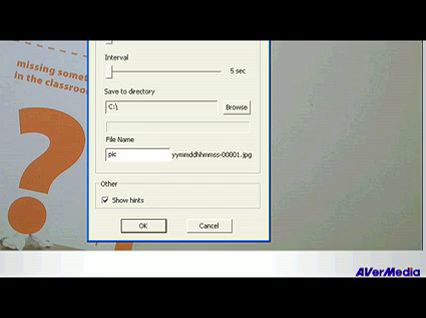 missing somet
in the classroo
?
Interval
5 sec
Save to directory
C:\
Browse
File Name
pic
yymmddhhmmss-00001.jpg
Other
Show hints
OK
Cancel
AVerMedia